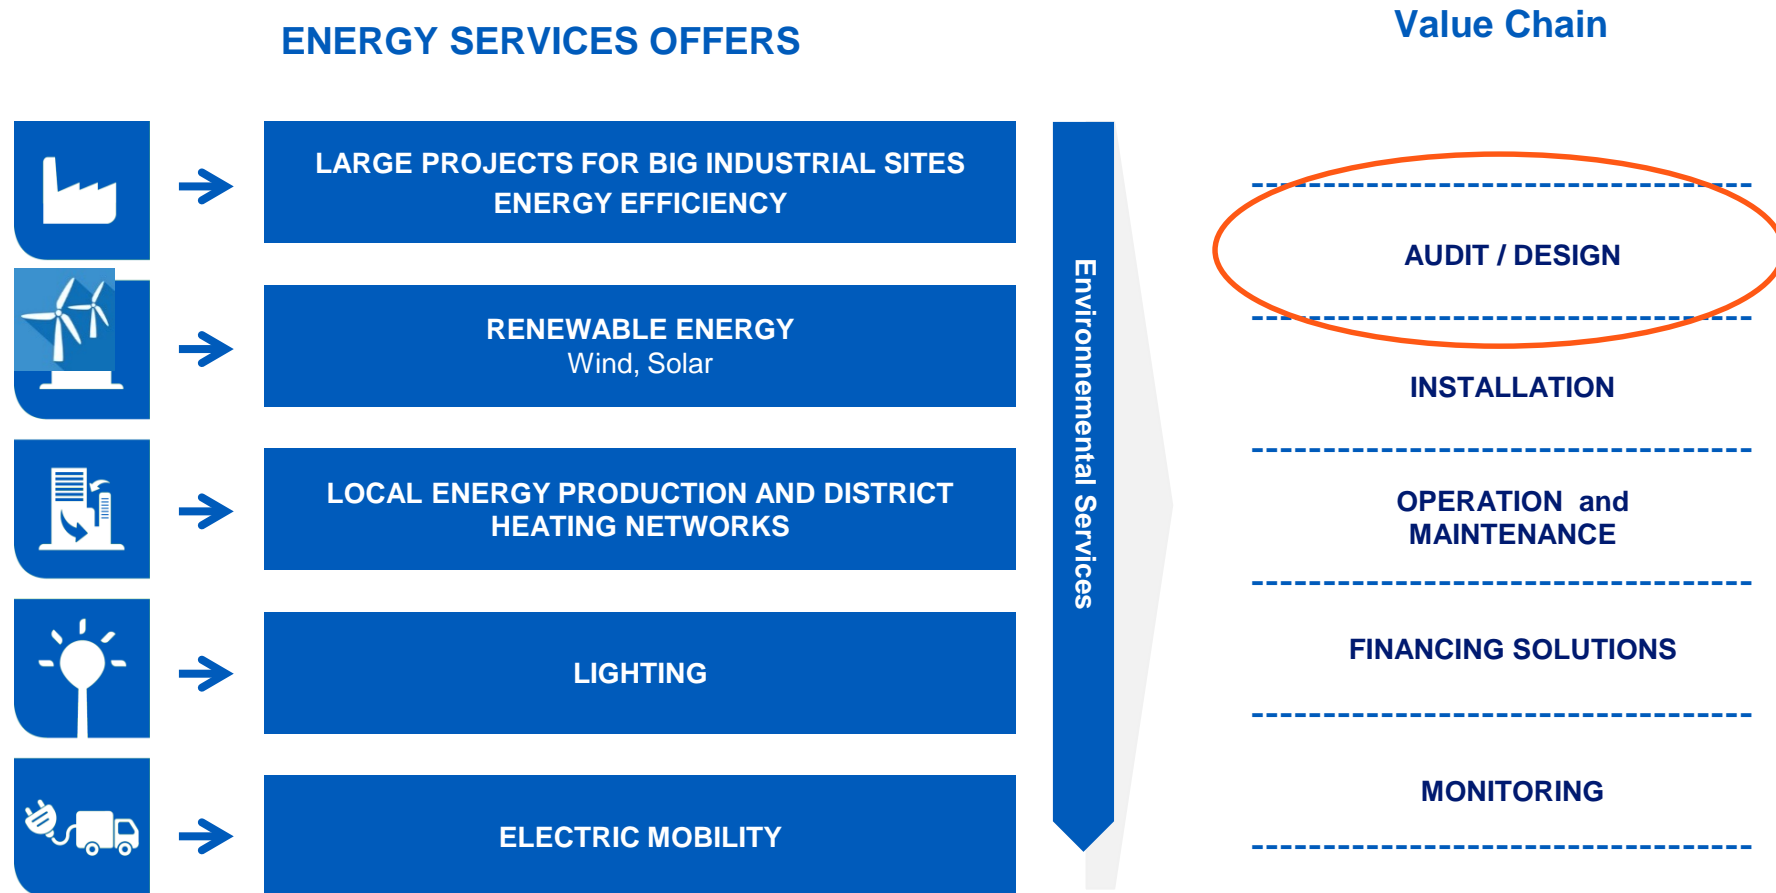 ENERGY SERVICES OFFERS
Value Chain
LARGE PROJECTS FOR BIG INDUSTRIAL SITES
ENERGY EFFICIENCY
RENEWABLE ENERGY
Wind, Solar
LOCAL ENERGY PRODUCTION AND DISTRICT
HEATING NETWORKS
LIGHTING
ELECTRIC MOBILITY
Environnemental Services
AUDIT / DESIGN
INSTALLATION
OPERATION and
MAINTENANCE
FINANCING SOLUTIONS
MONITORING